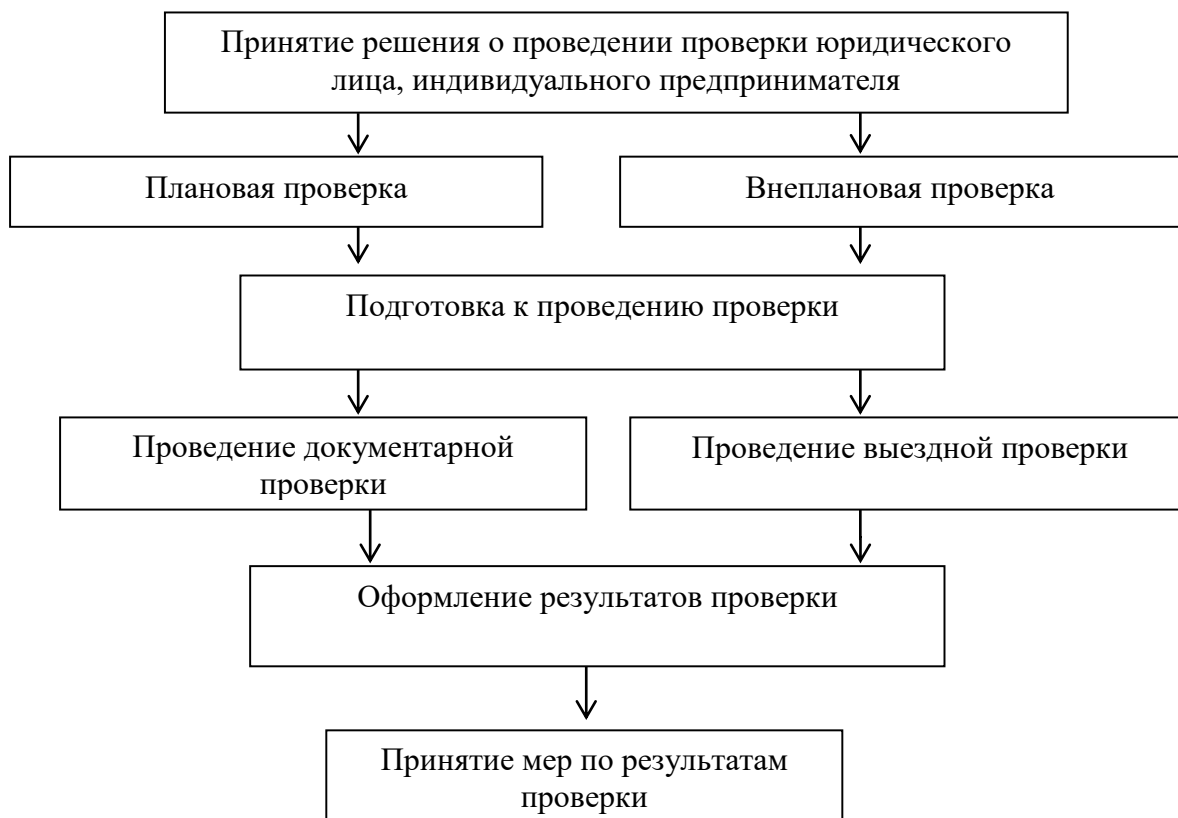 Принятие решения о проведении проверки юридического
лица, индивидуального предпринимателя
Плановая проверка
Внеплановая проверка
Подготовка к проведению проверки
Проведение документарной
проверки
Проведение выездной проверки
Оформление результатов проверки
Принятие мер по результатам
проверки